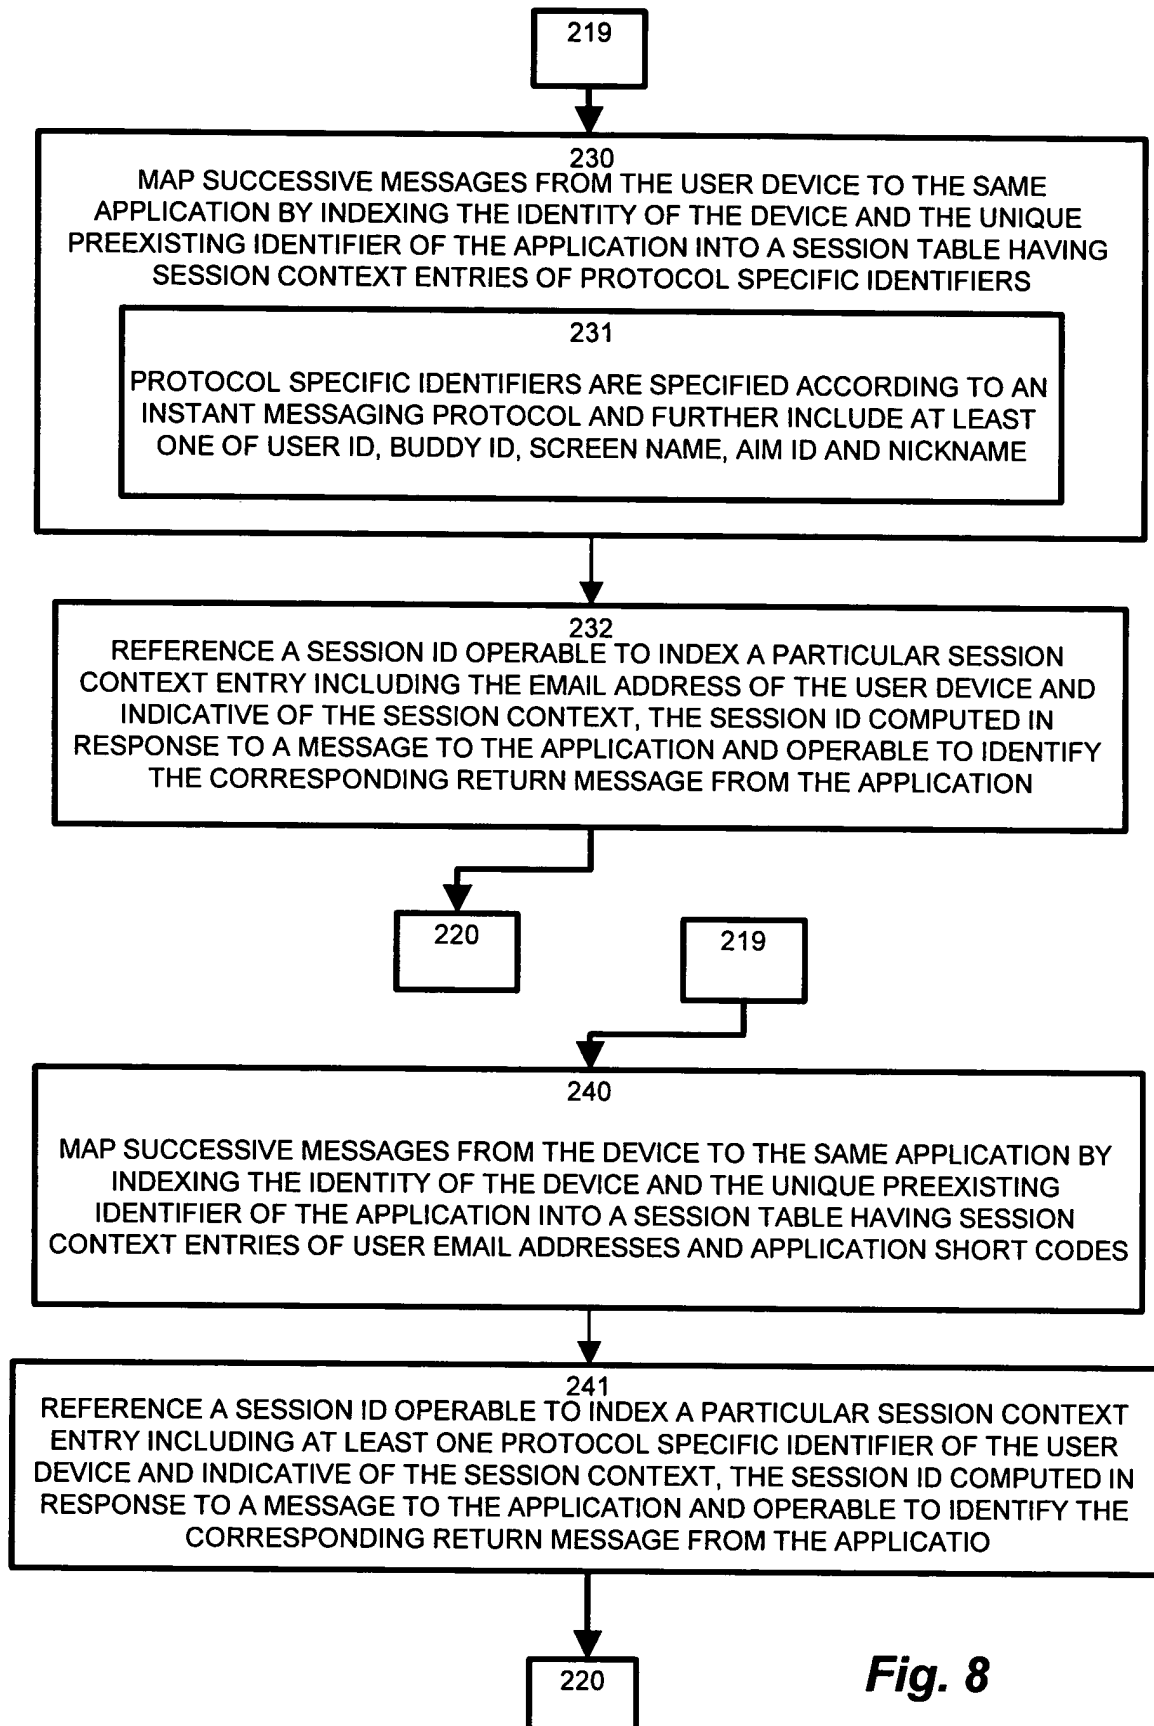 219
230
MAP SUCCESSIVE MESSAGES FROM THE USER DEVICE TO THE SAME
APPLICATION BY INDEXING THE IDENTITY OF THE DEVICE AND THE UNIQUE
PREEXISTING IDENTIFIER OF THE APPLICATION INTO A SESSION TABLE HAVING
SESSION CONTEXT ENTRIES OF PROTOCOL SPECIFIC IDENTIFIERS
231
PROTOCOL SPECIFIC IDENTIFIERS ARE SPECIFIED ACCORDING TO AN
INSTANT MESSAGING PROTOCOL AND FURTHER INCLUDE AT LEAST
ONE OF USER ID, BUDDY ID, SCREEN NAME, AIM ID AND NICKNAME
232
REFERENCE A SESSION ID OPERABLE TO INDEX A PARTICULAR SESSION
CONTEXT ENTRY INCLUDING THE EMAIL ADDRESS OF THE USER DEVICE AND
INDICATIVE OF THE SESSION CONTEXT, THE SESSION ID COMPUTED IN
RESPONSE TO A MESSAGE TO THE APPLICATION AND OPERABLE TO IDENTIFY
THE CORRESPONDING RETURN MESSAGE FROM THE APPLICATION
220
219
240
MAP SUCCESSIVE MESSAGES FROM THE DEVICE TO THE SAME APPLICATION BY
INDEXING THE IDENTITY OF THE DEVICE AND THE UNIQUE PREEXISTING
IDENTIFIER OF THE APPLICATION INTO A SESSION TABLE HAVING SESSION
CONTEXT ENTRIES OF USER EMAIL ADDRESSES AND APPLICATION SHORT CODES
241
REFERENCE A SESSION ID OPERABLE TO INDEX A PARTICULAR SESSION CONTEXT
ENTRY INCLUDING AT LEAST ONE PROTOCOL SPECIFIC IDENTIFIER OF THE USER
DEVICE AND INDICATIVE OF THE SESSION CONTEXT, THE SESSION ID COMPUTED IN
RESPONSE TO A MESSAGE TO THE APPLICATION AND OPERABLE TO IDENTIFY THE
CORRESPONDING RETURN MESSAGE FROM THE APPLICATIO
220
Fig. 8